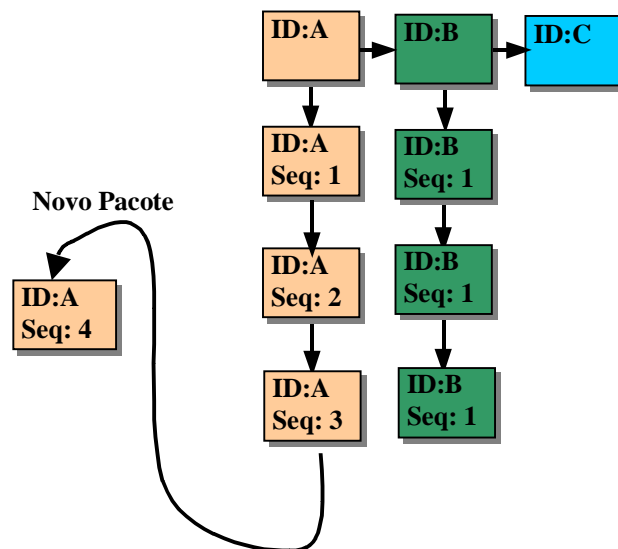 ID:A
ID:B
ID:C
ID:A
Seq: 1
ID:B
Seq: 1
Novo Pacote
ID:A
Seq: 4
ID:A
Seq: 2
ID:B
Seq: 1
ID:A
Seq: 3
ID:B
Seq: 1